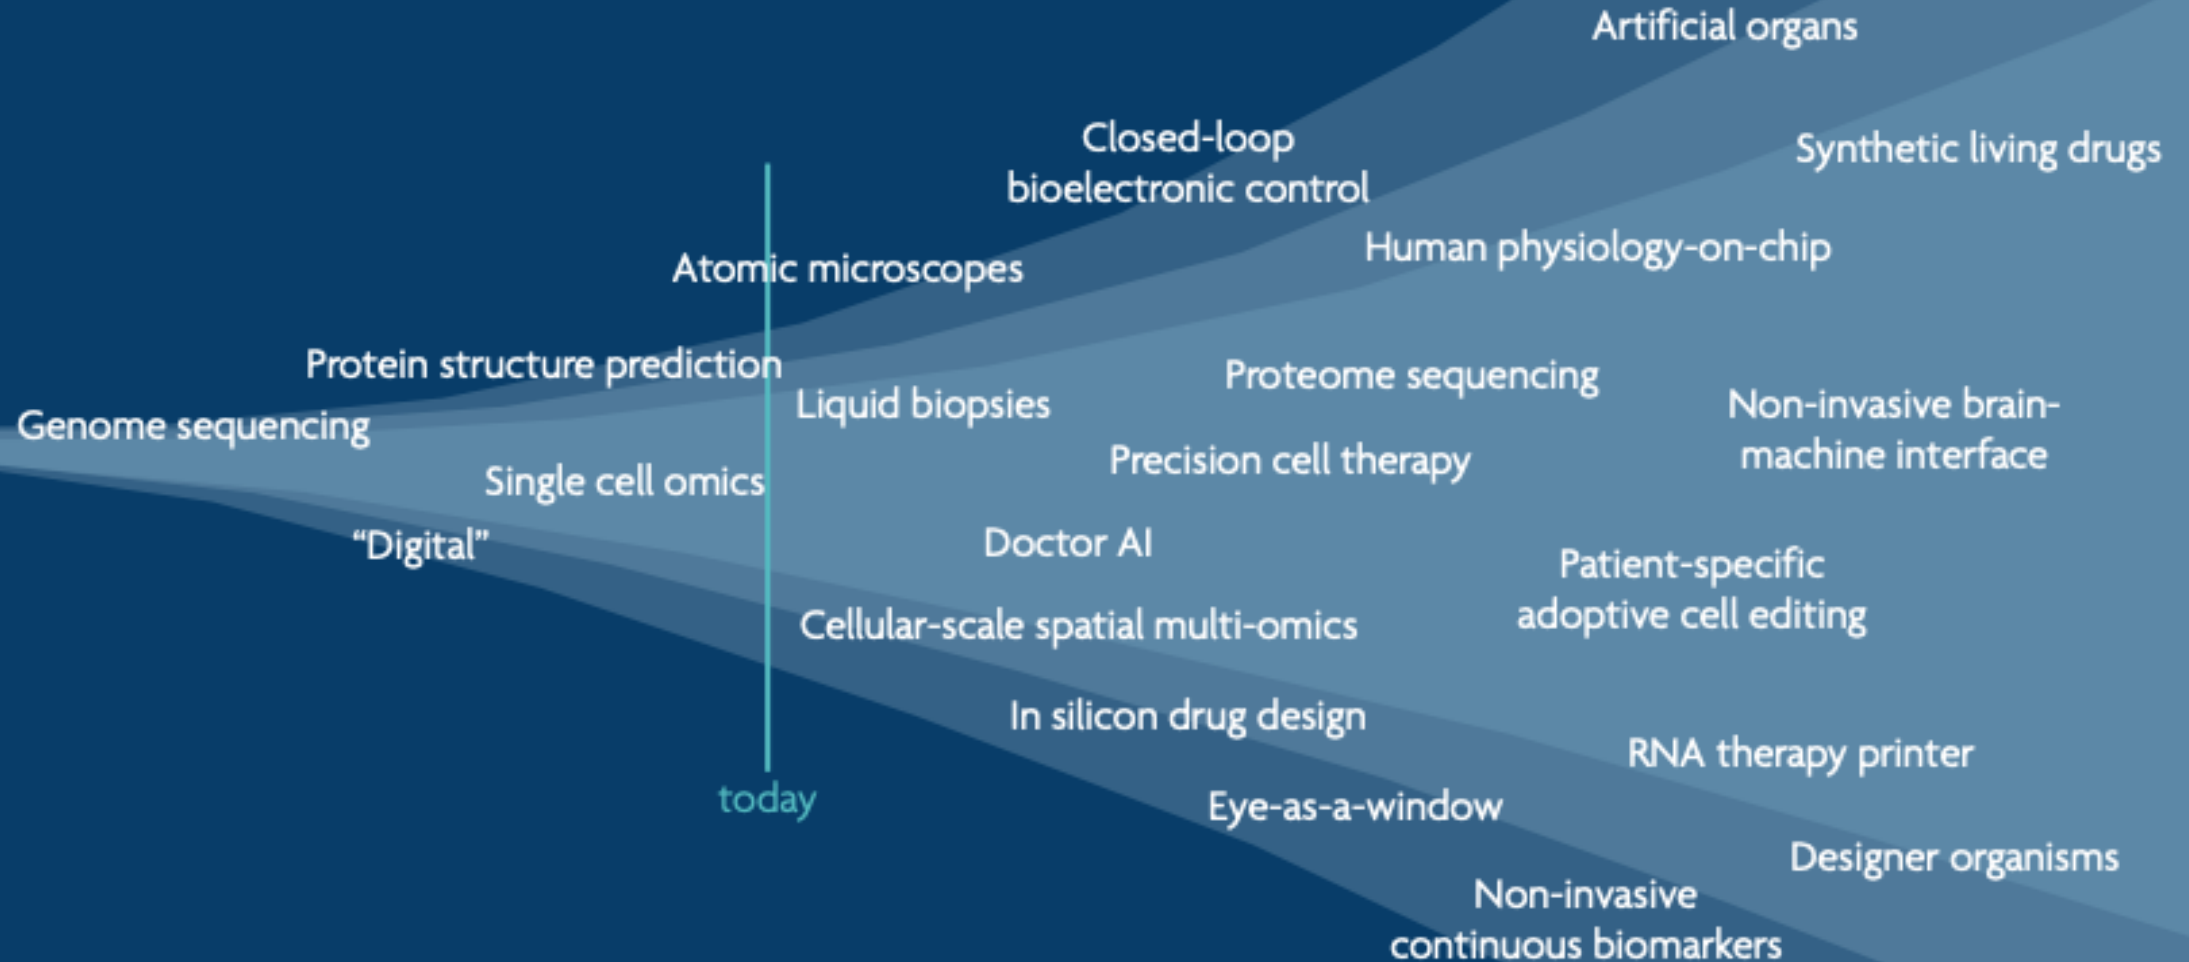 Artificial organs
Closed-loop
bioelectronic control
Synthetic living drugs
Human physiology-on-chip
Atomic microscopes
Protein structure prediction
Liquid biopsies
Proteome sequencing
Non-invasive brain-
machine interface
Genome sequencing
Precision cell therapy
Single cell omics
“Digital”
Doctor AI
Patient-specific
adoptive cell editing
Cellular-scale spatial multi-omics
In silicon drug design
RNA therapy printer
today
Eye-as-a-window
Designer organisms
Non-invasive
continuous biomarkers